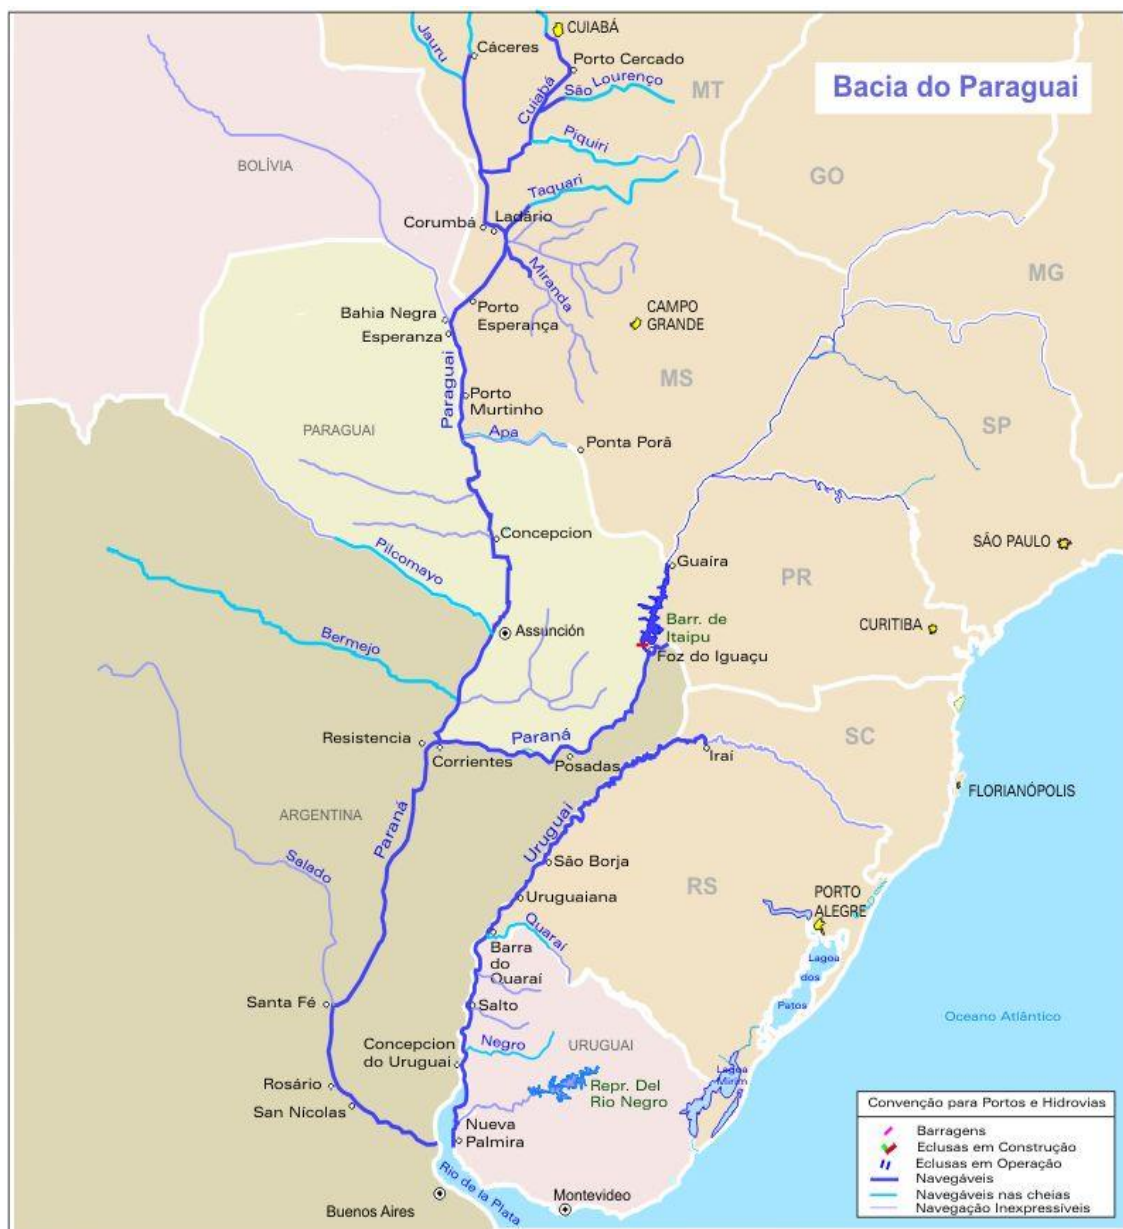 Bacia do Paraguai
CUIABÁ
Jauru
Cáceres
Porto Cercado
Cuiabá
São Lourenço
MT
Piquiri
BOLÍVIA
GO
Taquari
Corumbá
Ladário
Miranda
MG
Porto
Esperança
CAMPO
GRANDE
Bahia Negra
Esperanza
Paraguai
MS
Porto
Murtinho
SP
PARAGUAI
Apa
Ponta Porã
Concepcion
SÃO PAULO
Pilcomayo
Guaíra
PR
Bermejo
Assunción
Barr. de
Itaipu
CURITIBA
Foz do Iguaçu
Resistencia
Corrientes
Paraná
Posadas
Iraí
SC
FLORIANÓPOLIS
ARGENTINA
Paraná
Uruguai
Salado
São Borja
RS
Uruguaiana
PORTO
ALEGRE
Quaraí
Barra
do
Quaraí
Lagoa
dos
Patos
Santa Fé
Salto
Oceano Atlântico
Concepcion
do Uruguai
Negro
URUGUAI
Lagoa
Mirim
Rosário
Repr. Del
Rio Negro
San Nícolas
Nueva
Palmira
Rio de la Plata
Buenos Aires
Montevideo
Convenção para Portos e Hidrovias
Barragens
Eclusas em Construção
Eclusas em Operação
Navegáveis
Navegáveis nas cheias
Navegação Inexpressíveis